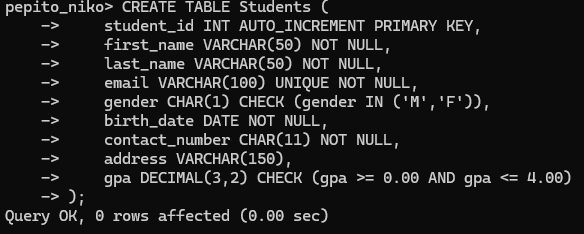 pepito_niko> CREATE TABLE Students (
    ->     student_id INT AUTO_INCREMENT PRIMARY KEY,
    ->     first_name VARCHAR(50) NOT NULL,
    ->     last_name VARCHAR(50) NOT NULL,
    ->     email VARCHAR(100) UNIQUE NOT NULL,
    ->     gender CHAR(1) CHECK (gender IN ('M','F')),
    ->     birth_date DATE NOT NULL,
    ->     contact_number CHAR(11) NOT NULL,
    ->     address VARCHAR(150),
    ->     gpa DECIMAL(3,2) CHECK (gpa >= 0.00 AND gpa <= 4.00)
    -> );
Query OK, 0 rows affected (0.00 sec)